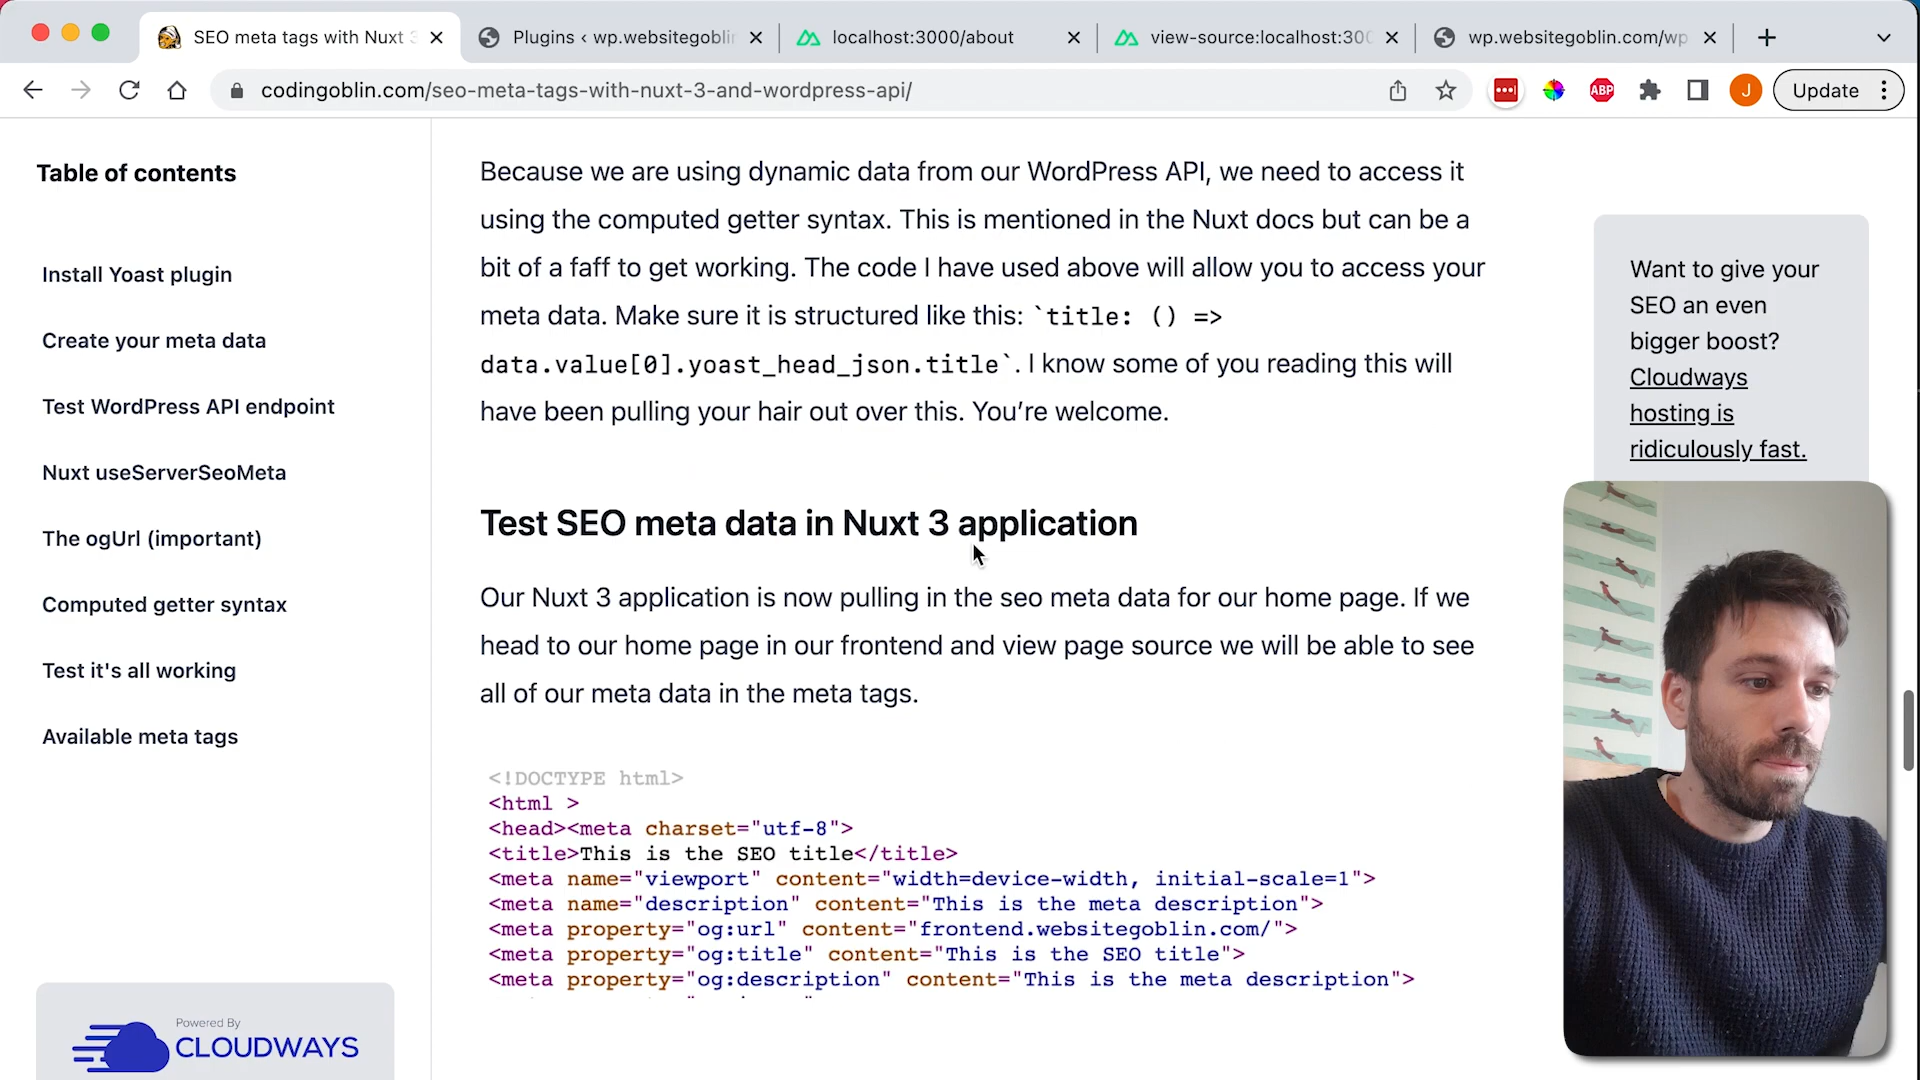 SEO meta tags with Nuxt 3
Plugins ‹ wp.websitegoblin
localhost:3000/about
view-source:localhost:300
wp.websitegoblin.com/wp
codingoblin.com/seo-meta-tags-with-nuxt-3-and-wordpress-api/
ABP
J
Update
Table of contents
Install Yoast plugin
Create your meta data
Test WordPress API endpoint
Nuxt useServerSeoMeta
The ogUrl (important)
Computed getter syntax
Test it's all working
Available meta tags
Powered By
CLOUDWAYS
Because we are using dynamic data from our WordPress API, we need to access it
using the computed getter syntax. This is mentioned in the Nuxt docs but can be a
bit of a faff to get working. The code I have used above will allow you to access your
meta data. Make sure it is structured like this: `title: () =>
data.value[0].yoast_head_json.title`. I know some of you reading this will
have been pulling your hair out over this. You’re welcome.
Test SEO meta data in Nuxt 3 application
Our Nuxt 3 application is now pulling in the seo meta data for our home page. If we
head to our home page in our frontend and view page source we will be able to see
all of our meta data in the meta tags.
<!DOCTYPE html>
<html >
<head><meta charset="utf-8">
<title>This is the SEO title</title>
<meta name="viewport" content="width=device-width, initial-scale=1">
<meta name="description" content="This is the meta description">
<meta property="og:url" content="frontend.websitegoblin.com/">
<meta property="og:title" content="This is the SEO title">
<meta property="og:description" content="This is the meta description">
Want to give your
SEO an even
bigger boost?
Cloudways
hosting is
ridiculously fast.